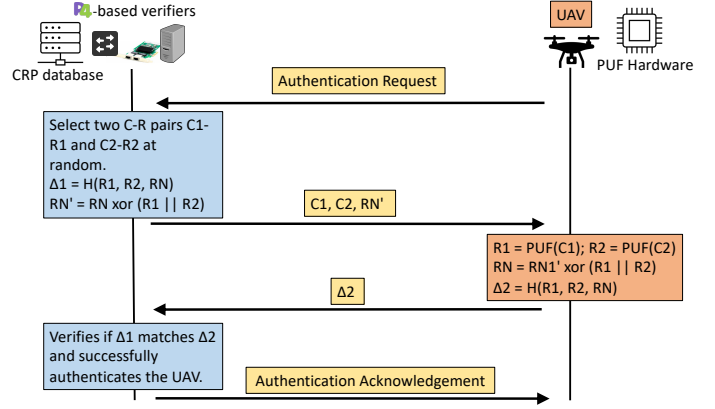 P4-based verifiers
UAV
CRP database
PUF Hardware
Authentication Request
Select two C-R pairs C1-
R1 and C2-R2 at
random.
Δ1 = H(R1, R2, RN)
RN' = RN xor (R1 || R2)
C1, C2, RN'
R1 = PUF(C1); R2 = PUF(C2)
RN = RN1' xor (R1 || R2)
Δ2 = H(R1, R2, RN)
Δ2
Verifies if Δ1 matches Δ2
and successfully
authenticates the UAV.
Authentication Acknowledgement